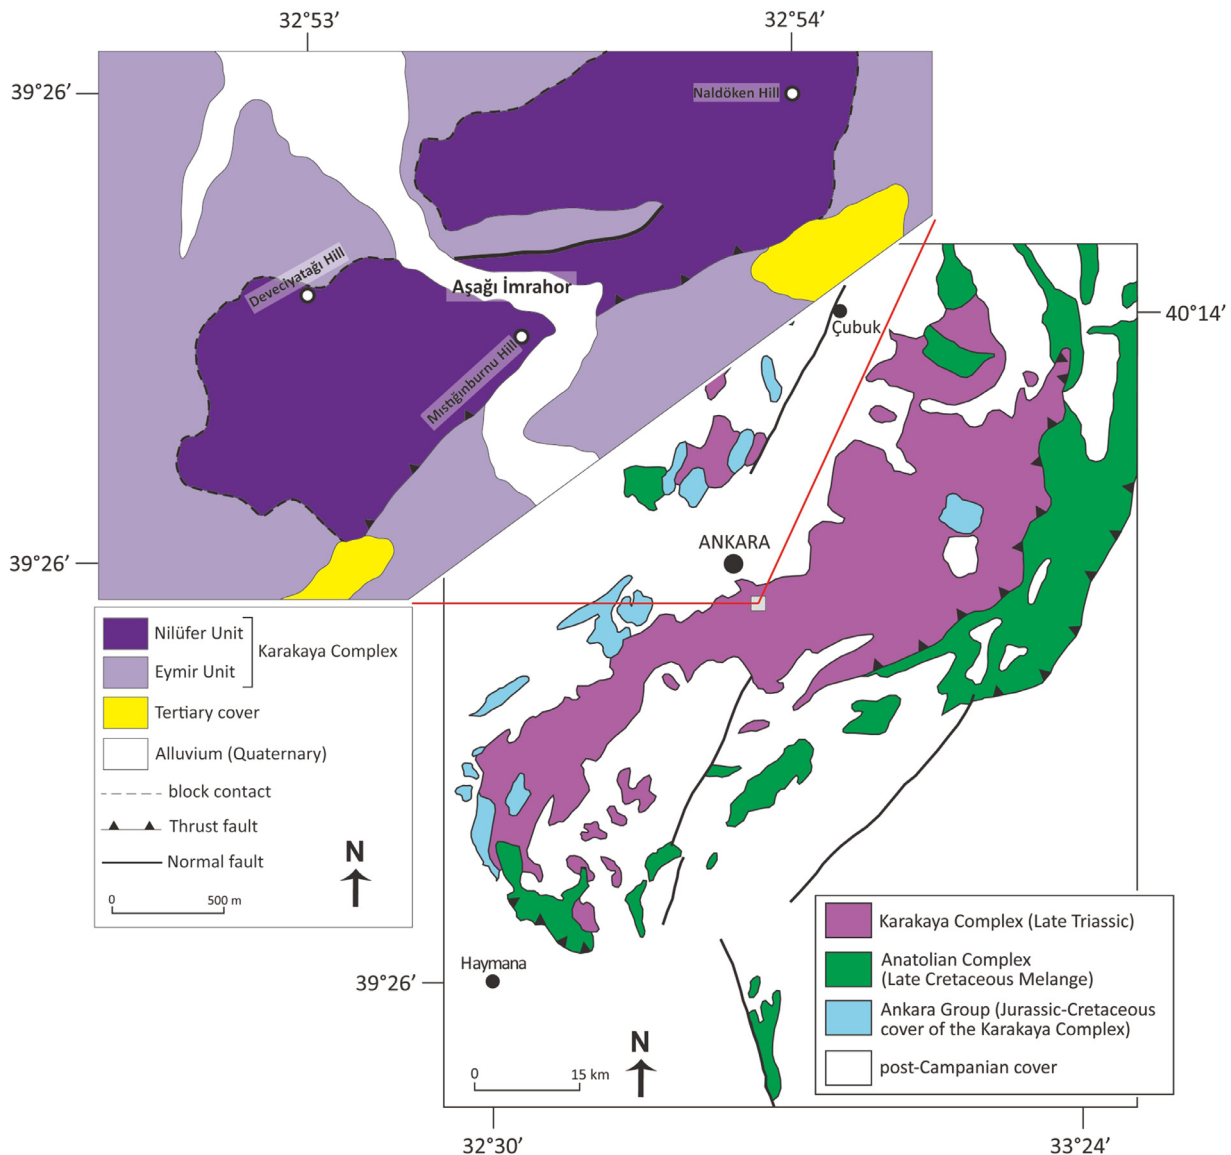 32°53’
32°54’
39°26’
Naldöken Hill
Deveciyatağı Hill
Aşağı İmrahor
Mıstığınburnu Hill
39°26’
40°14’
Çubuk
ANKARA
Nilüfer Unit
Eymir Unit
Karakaya Complex
Tertiary cover
Alluvium (Quaternary)
block contact
Thrust fault
Normal fault
0
500 m
N
Karakaya Complex (Late Triassic)
Anatolian Complex
(Late Cretaceous Melange)
Ankara Group (Jurassic-Cretaceous
cover of the Karakaya Complex)
post-Campanian cover
Haymana
39°26’
0
15 km
N
32°30’
33°24’